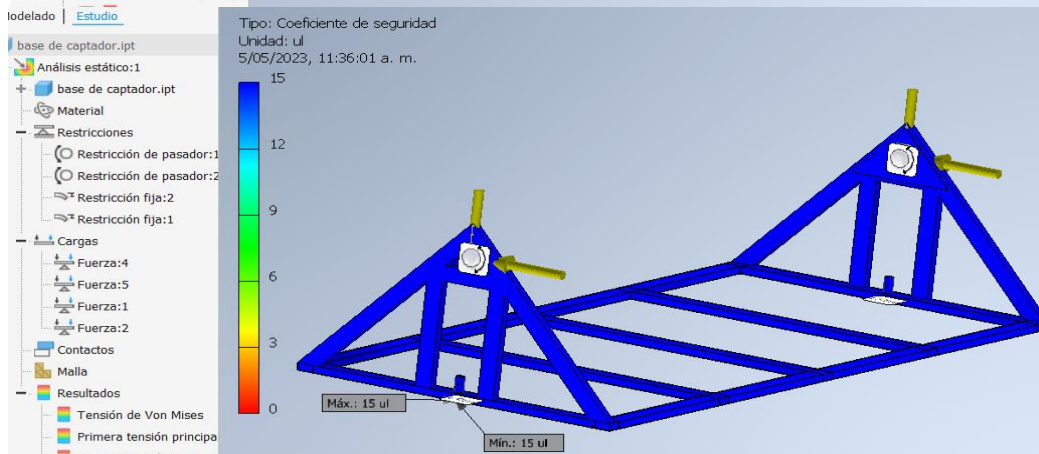 Modelado | Estudio
base de captador.ipt
Análisis estático:1
base de captador.ipt
Material
Restricciones
Restricción de pasador:1
Restricción de pasador:2
Restricción fija:2
Restricción fija:1
Cargas
Fuerza:4
Fuerza:5
Fuerza:1
Fuerza:2
Contactos
Malla
Resultados
Tensión de Von Mises
Primera tensión principa
Tipo: Coeficiente de seguridad
Unidad: ul
5/05/2023, 11:36:01 a. m.
15
12
9
6
3
0
Máx.: 15 ul
Mín.: 15 ul